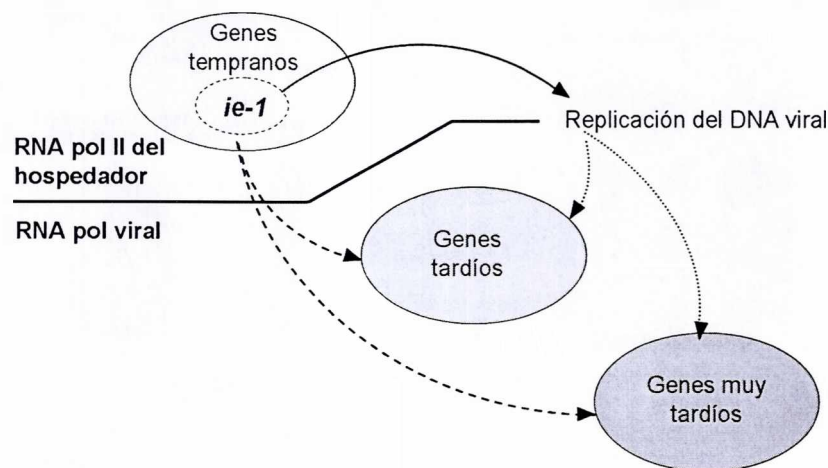 Genes
tempranos
ie-1
Replicación del DNA viral
RNA pol II del
hospedador
RNA pol viral
Genes
tardíos
Genes muy
tardíos